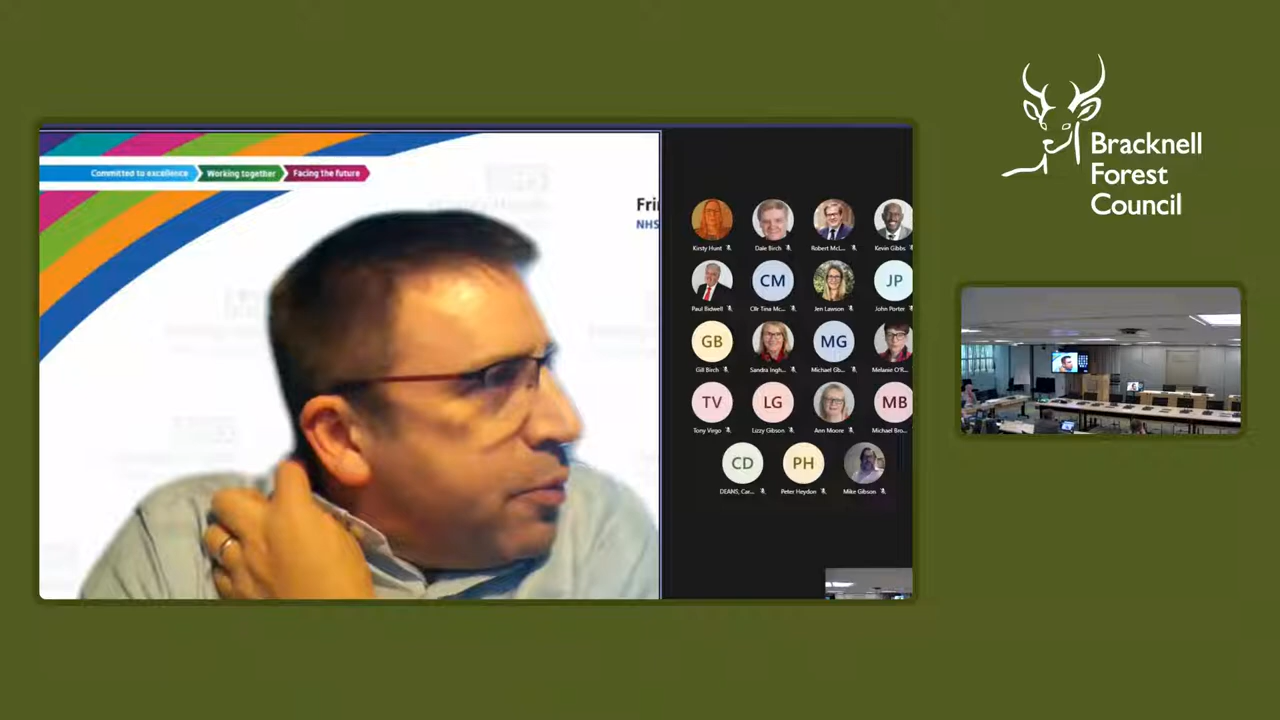 Committed to excellence
Working together
Facing the future
Fri
NHS
Kirsty Hunt
Dale Birch
Robert McL...
Kevin Gibbs
Paul Bidwell
CM
Cllr Tina Mc...
Jen Lawson
JP
John Porter
GB
Gill Birch
Sandra Ingh...
MG
Michael Gb...
Melanie O'R...
TV
Tony Virgo
LG
Lizzy Gibson
Ann Moore
MB
Michael Bro...
CD
DEANS, Car...
PH
Peter Heydon
Mike Gibson
Bracknell
Forest
Council